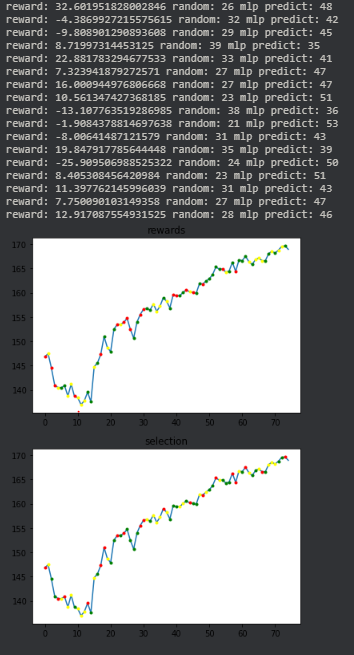 reward: 32.601951828002846 random: 26 mlp predict: 48
reward: -4.3869927215575615 random: 32 mlp predict: 42
reward: -9.808901290893608 random: 29 mlp predict: 45
reward: 8.71997314453125 random: 39 mlp predict: 35
reward: 22.881783294677533 random: 33 mlp predict: 41
reward: 7.323941879272571 random: 27 mlp predict: 47
reward: 16.000944976806668 random: 27 mlp predict: 47
reward: 10.561347427368185 random: 23 mlp predict: 51
reward: -13.107763519286985 random: 38 mlp predict: 36
reward: -1.9084378814697638 random: 21 mlp predict: 53
reward: -8.00641487121579 random: 31 mlp predict: 43
reward: 19.847917785644448 random: 35 mlp predict: 39
reward: -25.909506988525322 random: 24 mlp predict: 50
reward: 8.405308456420984 random: 23 mlp predict: 51
reward: 11.397762145996039 random: 31 mlp predict: 43
reward: 7.750090103149358 random: 27 mlp predict: 47
reward: 12.917087554931525 random: 28 mlp predict: 46
rewards
170
165
160
155
150
145
140
0 10 20 30 40 50 60 70
selection
170
165
160
155
150
145
140
0 10 20 30 40 50 60 70